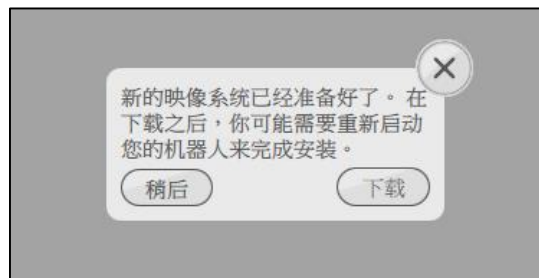 新的映像系统已经准备好了。 在
下载之后，你可能需要重新启动
您的机器人来完成安装。
稍后
下载